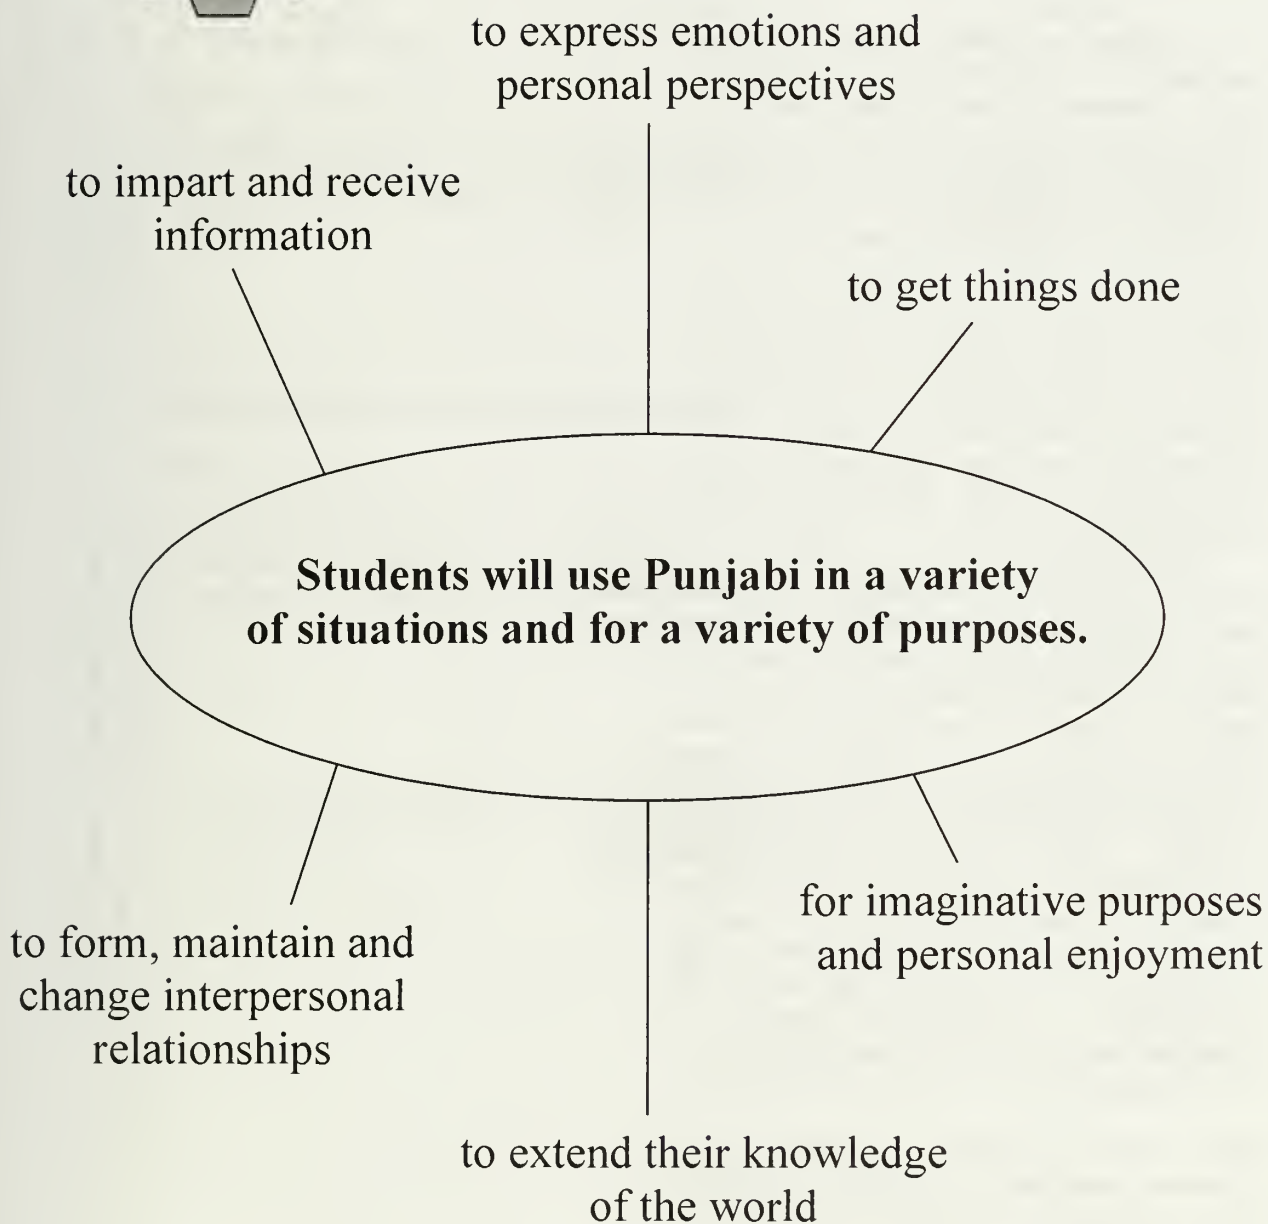 to express emotions and
personal perspectives
to impart and receive
information
to get things done
Students will use Punjabi in a variety
of situations and for a variety of purposes.
for imaginative purposes
and personal enjoyment
to form, maintain and
change interpersonal
relationships
to extend their knowledge
of the world